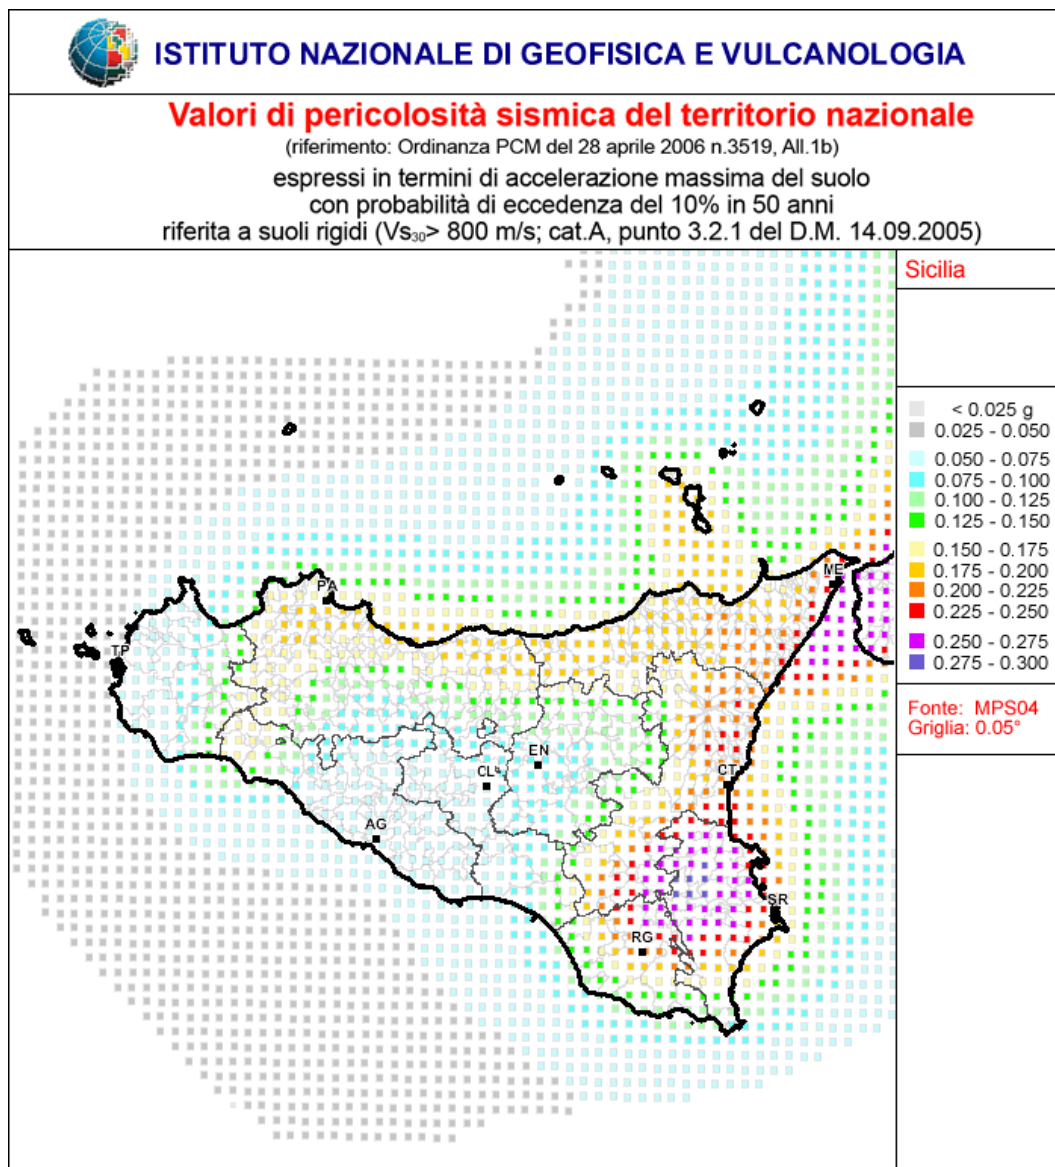 ISTITUTO NAZIONALE DI GEOFISICA E VULCANOLOGIA
Valori di pericolosità sismica del territorio nazionale
(riferimento: Ordinanza PCM del 28 aprile 2006 n.3519, All.1b)
espressi in termini di accelerazione massima del suolo
con probabilità di eccedenza del 10% in 50 anni
riferita a suoli rigidi (Vs30> 800 m/s; cat.A, punto 3.2.1 del D.M. 14.09.2005)
Sicilia
< 0.025 g
0.025 - 0.050
0.050 - 0.075
0.075 - 0.100
0.100 - 0.125
0.125 - 0.150
0.150 - 0.175
0.175 - 0.200
0.200 - 0.225
0.225 - 0.250
0.250 - 0.275
0.275 - 0.300
Fonte: MPS04
Griglia: 0.05°
ME
PA
TP
EN
CL
CT
AG
SR
RG